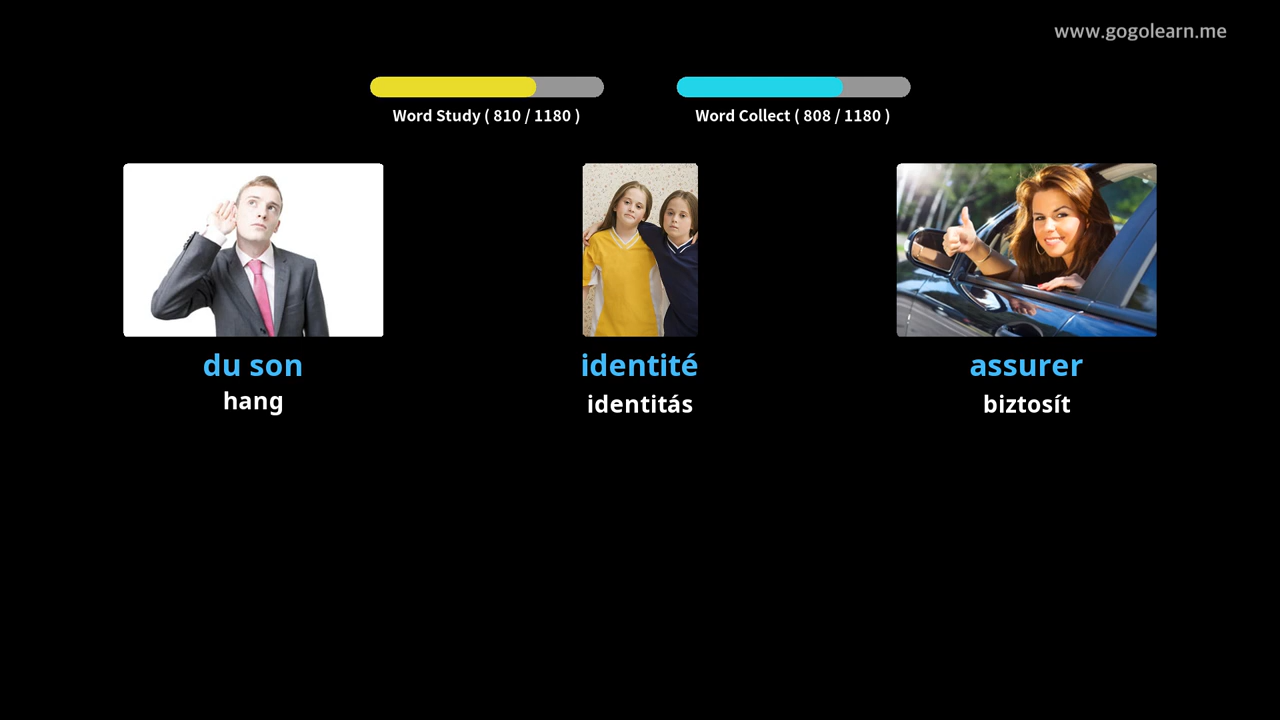 www.gogolearn.me
Word Study ( 810 / 1180 )
Word Collect ( 808 / 1180 )
du son
hang
identité
identitás
assurer
biztosít